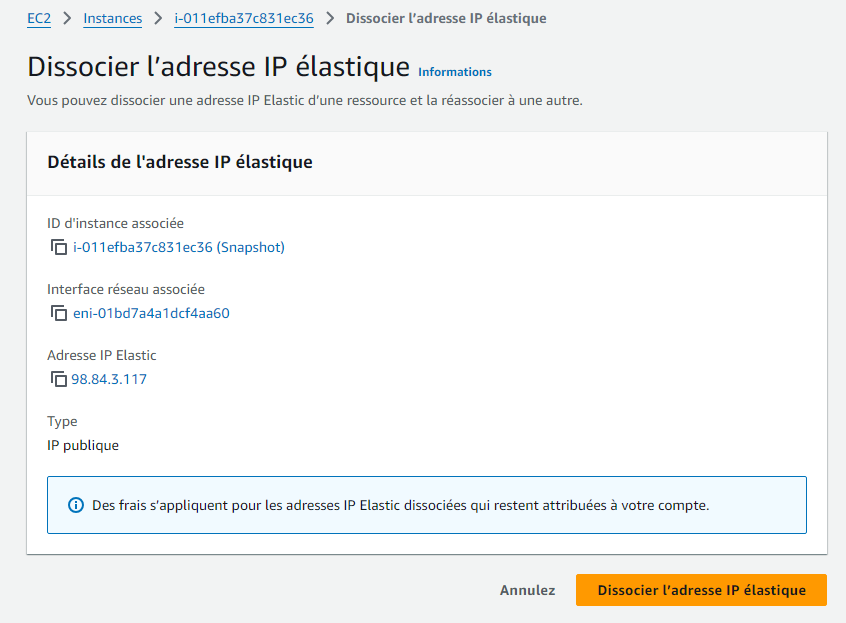 EC2 > Instances > i-011efba37c831ec36 > Dissocier l'adresse IP élastique
Dissocier l'adresse IP élastique Informations
Vous pouvez dissocier une adresse IP Elastic d'une ressource et la réassocier à une autre.
Détails de l'adresse IP élastique
ID d'instance associée
i-011efba37c831ec36 (Snapshot)
Interface réseau associée
eni-01bd7a4a1dcf4aa60
Adresse IP Elastic
98.84.3.117
Type
IP publique
Des frais s'appliquent pour les adresses IP Elastic dissociées qui restent attribuées à votre compte.
Annulez Dissocier l'adresse IP élastique